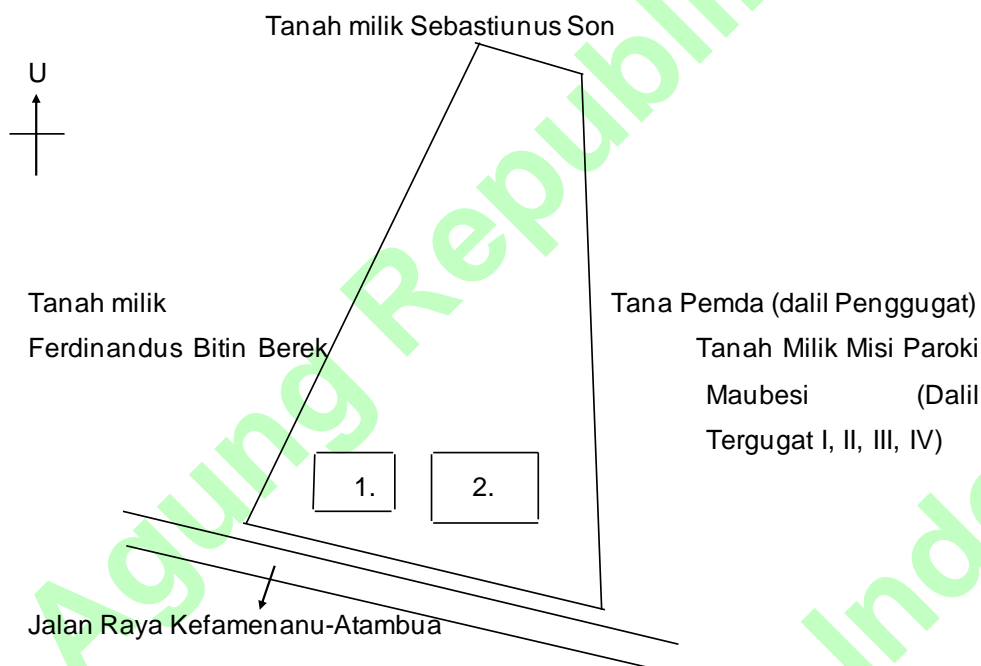 Tanah milik Sebastiunus Son
U
Tanah milik
Ferdinandus Bitin Berek
Tana Pemda (dalil Penggugat)
Tanah Milik Misi Paroki
Maubesi (Dalil
Tergugat I, II, III, IV)
1.
2.
Jalan Raya Kefamenanu-Atambua
Agung Republi
Indo